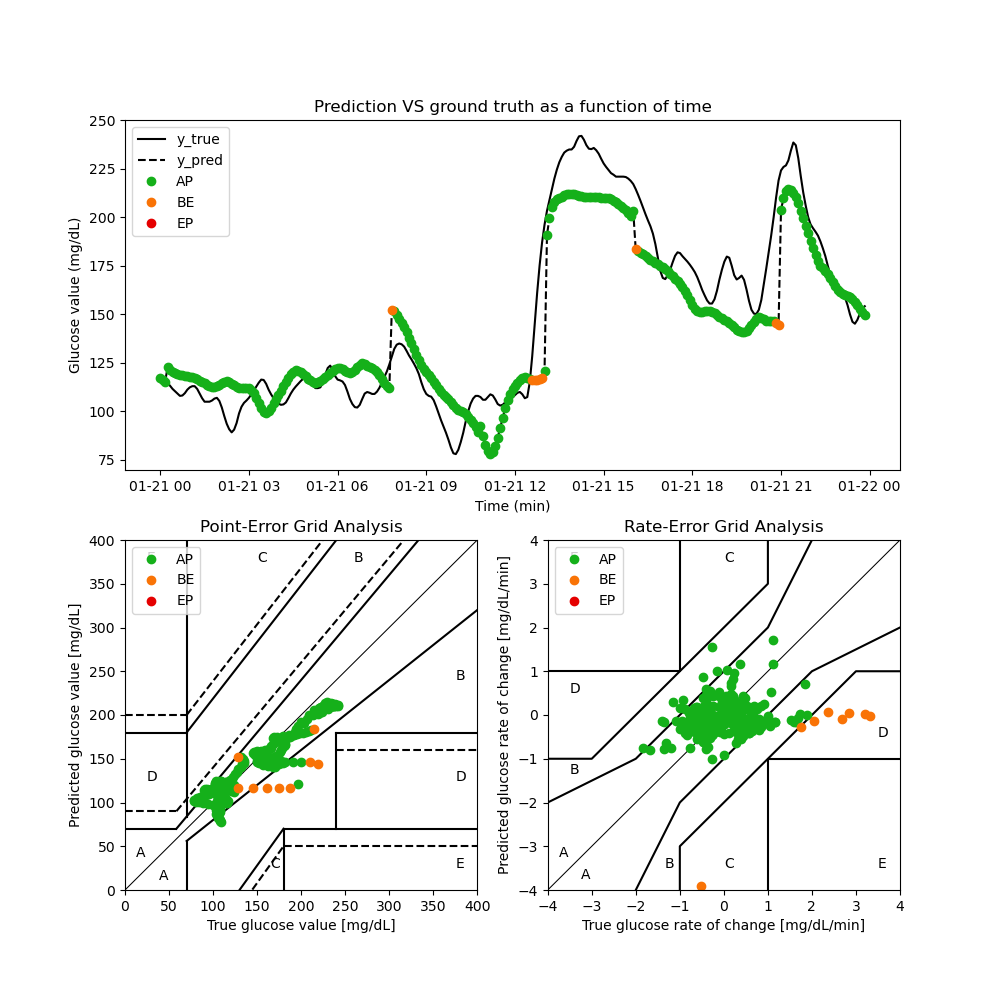 Prediction VS ground truth as a function of time
Glucose value (mg/dL)
250
225
200
175
150
125
100
75
y_true
y_pred
AP
BE
EP
01-21 00 01-21 03 01-21 06 01-21 09 01-21 12 01-21 15 01-21 18 01-21 21 01-22 00
Time (min)
Point-Error Grid Analysis
Predicted glucose value [mg/dL]
400
350
300
250
200
150
100
50
0
AP
BE
EP
C
B
B
D
D
A
A
C
E
0 50 100 150 200 250 300 350 400
True glucose value [mg/dL]
Rate-Error Grid Analysis
Predicted glucose rate of change [mg/dL/min]
4
3
2
1
0
−1
−2
−3
−4
AP
BE
EP
C
D
D
B
A
A
B
C
E
−4 −3 −2 −1 0 1 2 3 4
True glucose rate of change [mg/dL/min]